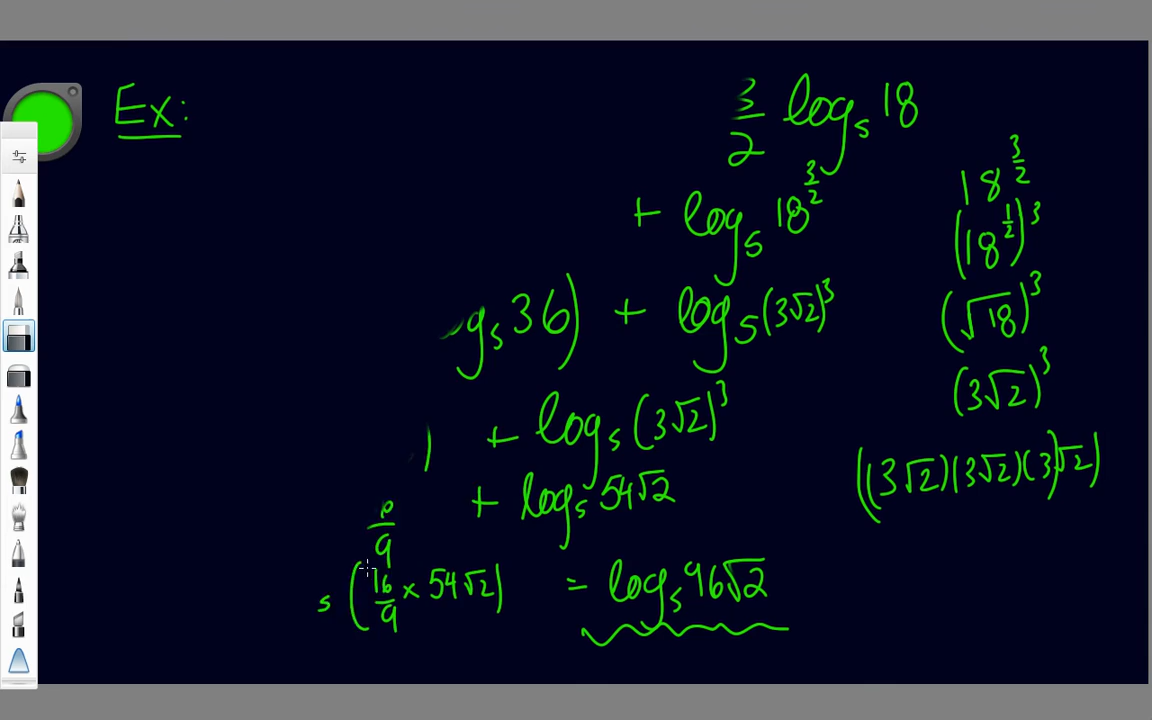 Ex:
3/2 log₅ 18
+ log₅ 18^(3/2)
g₅ 36) + log₅ (3√2)³
) + log₅ (3√2)³
+ log₅ 54√2
9
5 (16/9 × 54√2) = log₅ 96√2
18^(3/2)
(18^(1/2))³
(√18)³
(3√2)³
((3√2)(3√2)(3)√2)